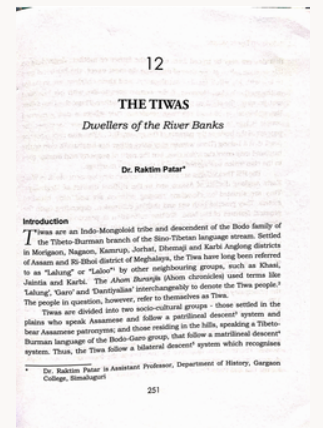 12
THE TIWAS
Dwellers of the River Banks
Dr. Raktim Patar*
Introduction
Tiwas are an Indo-Mongoloid tribe and descendent of the Bodo family of
the Tibeto-Burman branch of the Sino-Tibetan language stream. Settled
in Morigaon, Nagaon, Kamrup, Jorhat, Dhemaji and Karbi Anglong districts
of Assam and Ri-Bhoi district of Meghalaya, the Tiwa have long been referred
to as "Lalung" or "Laloo"¹ by other neighbouring groups, such as Khasi,
Jaintia and Karbi. The Ahom Buranjis (Ahom chronicles) used terms like
'Lalung', 'Garo' and 'Dantiyalias' interchangeably to denote the Tiwa people.²
The people in question, however, refer to themselves as Tiwa.
Tiwas are divided into two socio-cultural groups - those settled in the
plains who speak Assamese and follow a patrilineal descent³ system and
bear Assamese patronyms; and those residing in the hills, speaking a Tibeto-
Burman language of the Bodo-Garo group, that follow a matrilineal descent⁴
system. Thus, the Tiwa follow a bilateral descent⁵ system which recognises
* Dr. Raktim Patar is Assistant Professor, Department of History, Gargaon
College, Simaluguri
251